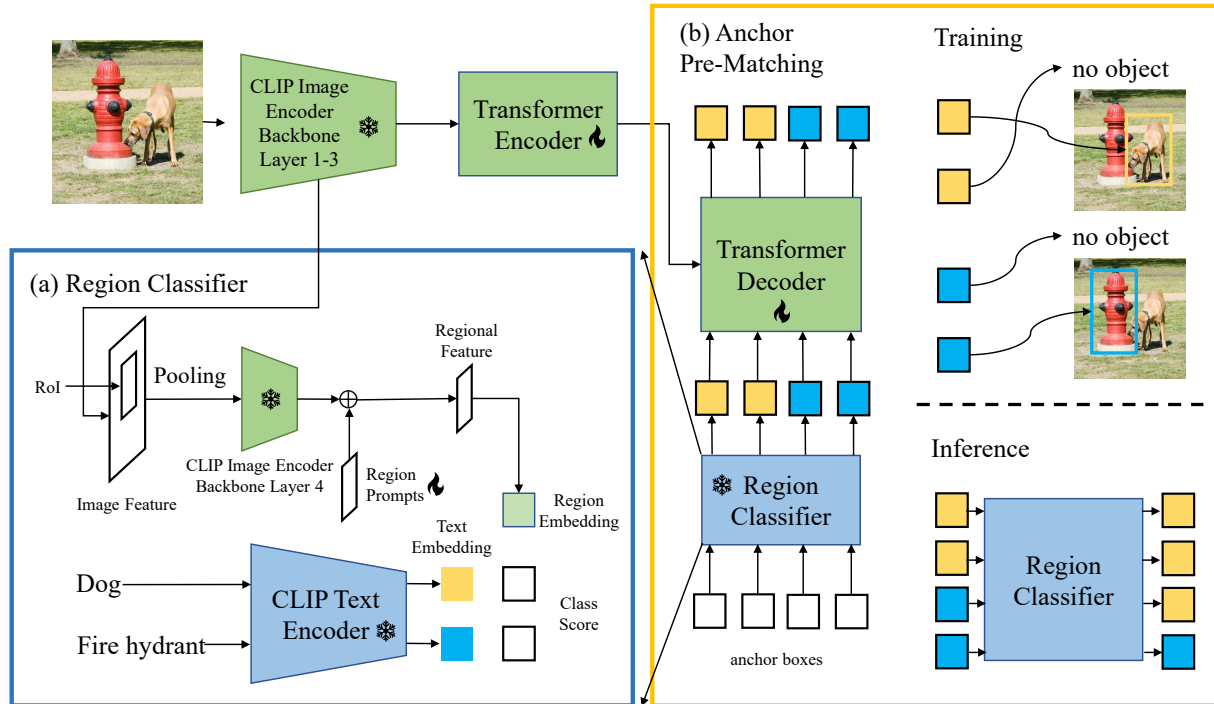 CLIP Image
Encoder
Backbone
Layer 1-3
Transformer
Encoder
(a) Region Classifier
RoI
Pooling
Image Feature
CLIP Image Encoder
Backbone Layer 4
Region
Prompts
Regional
Feature
Region
Embedding
Text
Embedding
Dog
Fire hydrant
CLIP Text
Encoder
Class
Score
(b) Anchor
Pre-Matching
Transformer
Decoder
Region
Classifier
anchor boxes
Training
no object
no object
Inference
Region
Classifier